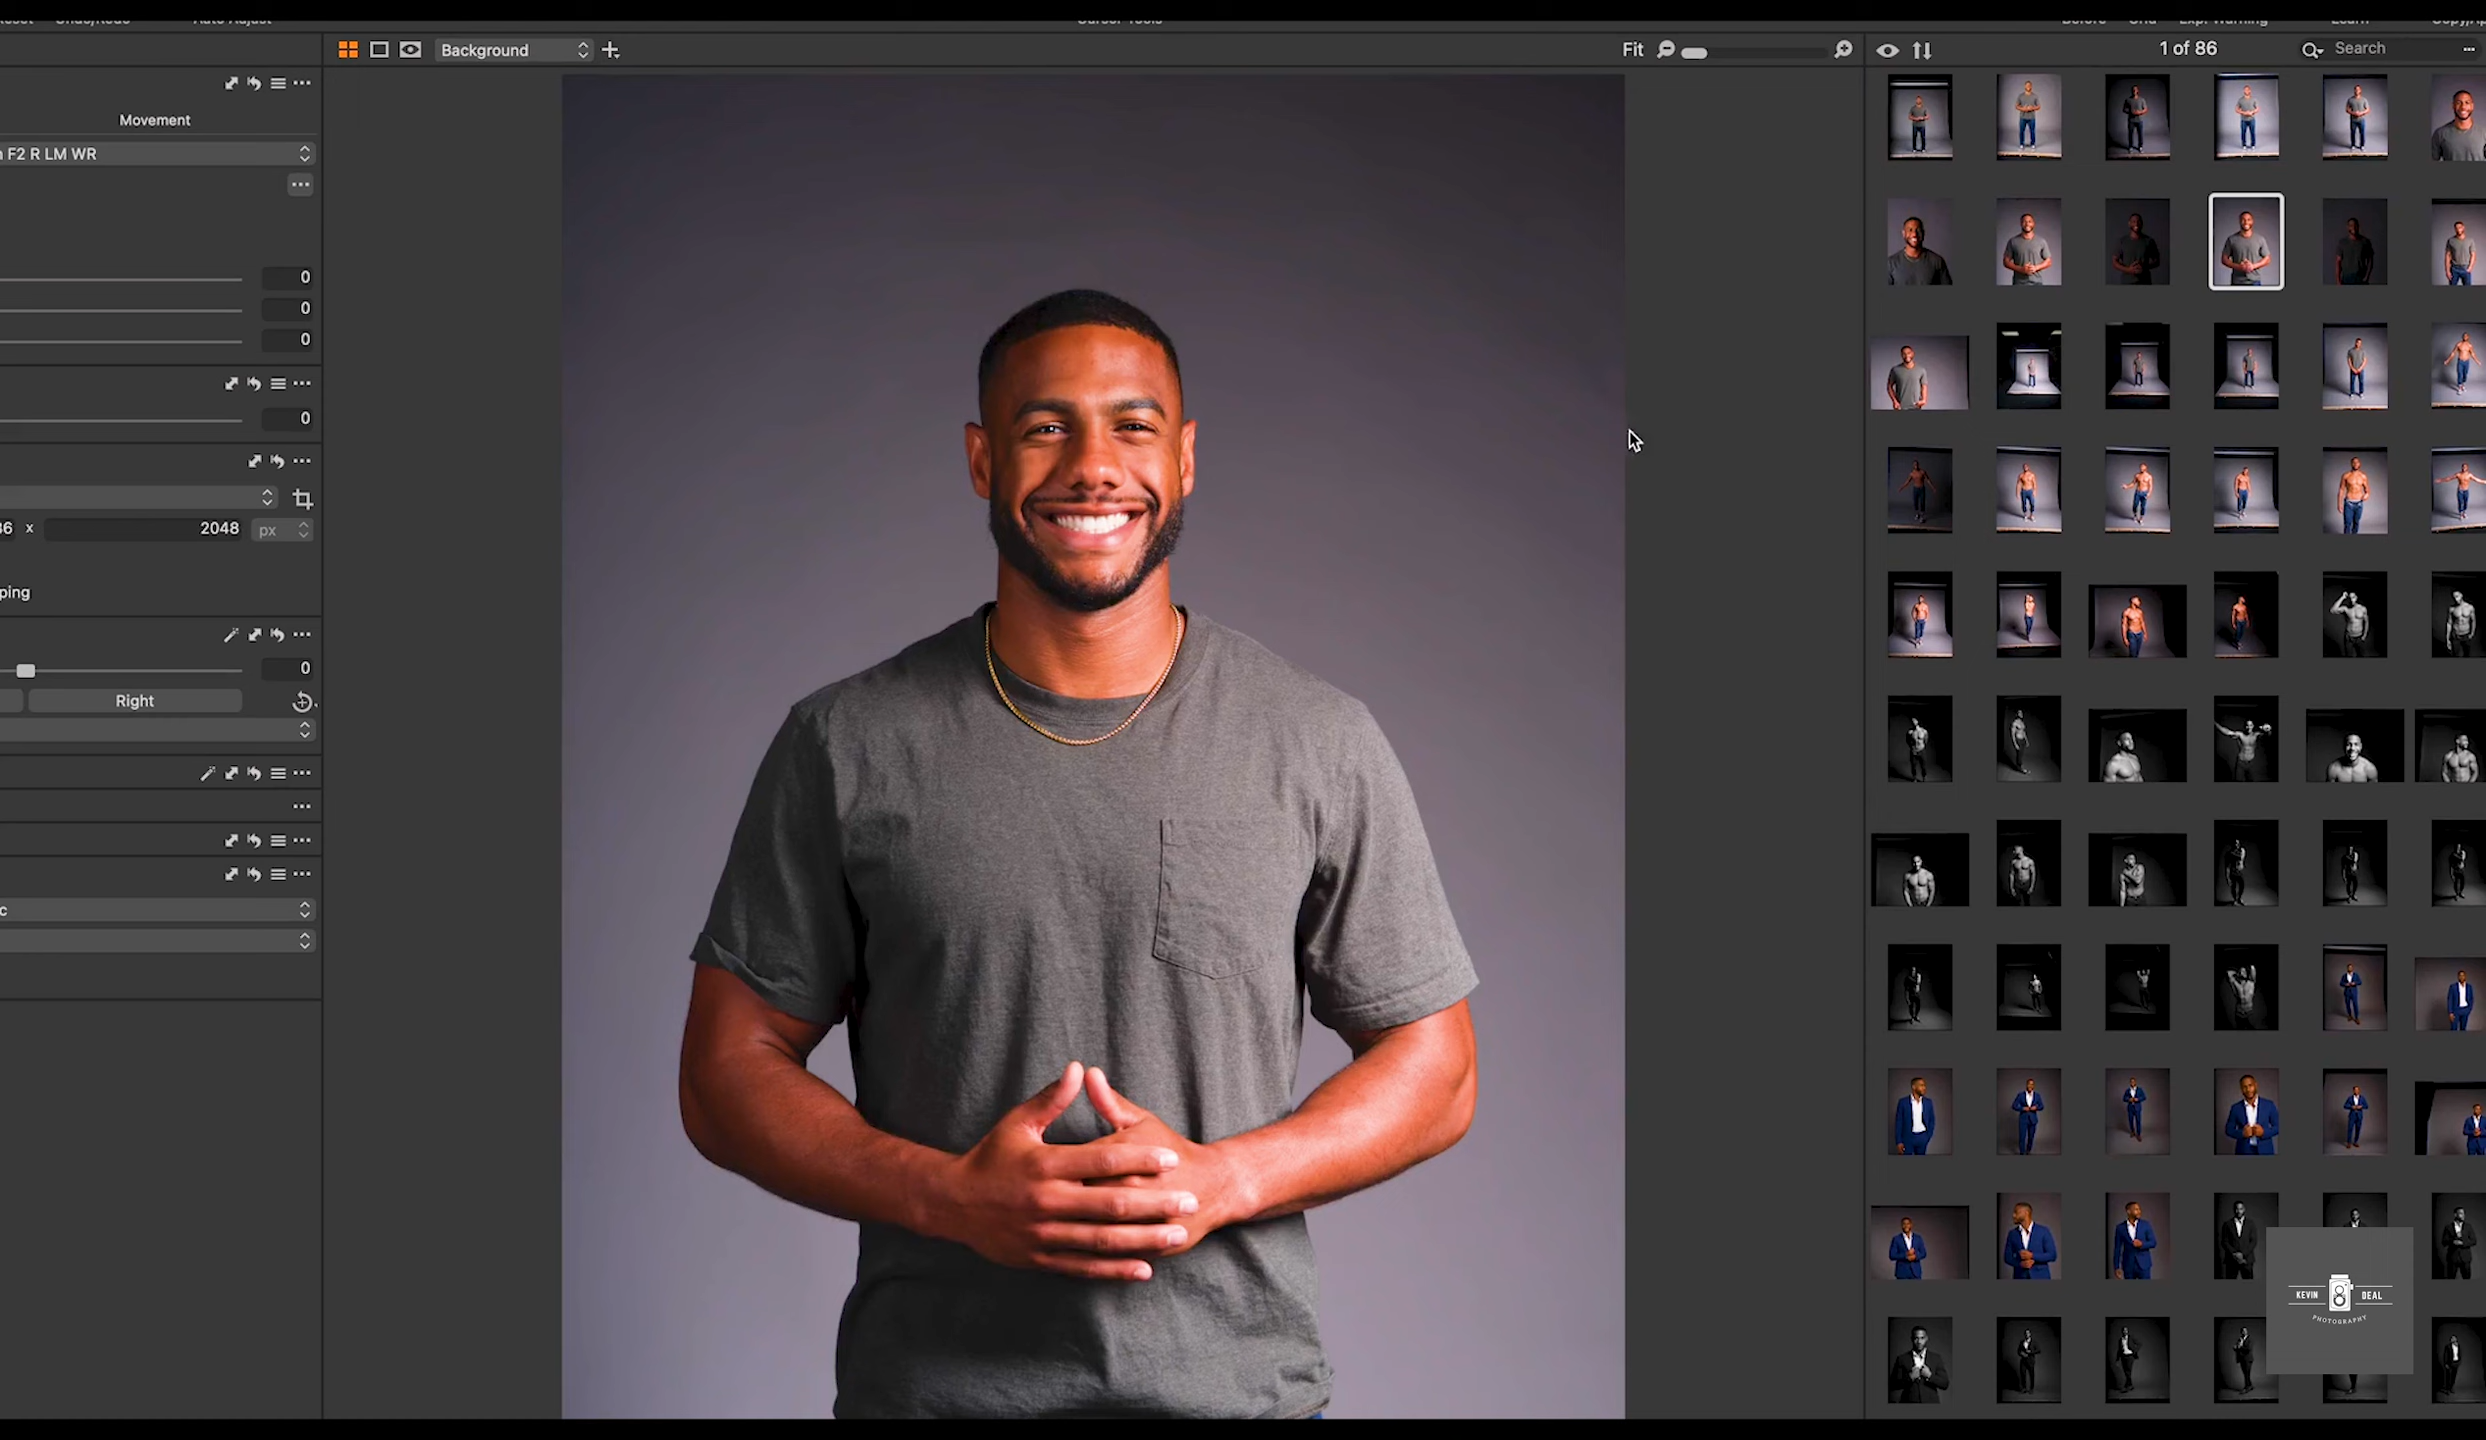 Background
Fit
1 of 86
Search
Movement
F2 R LM WR
0
0
0
0
x 2048 px
0
Right
KEVIN DEAL
PHOTOGRAPHY